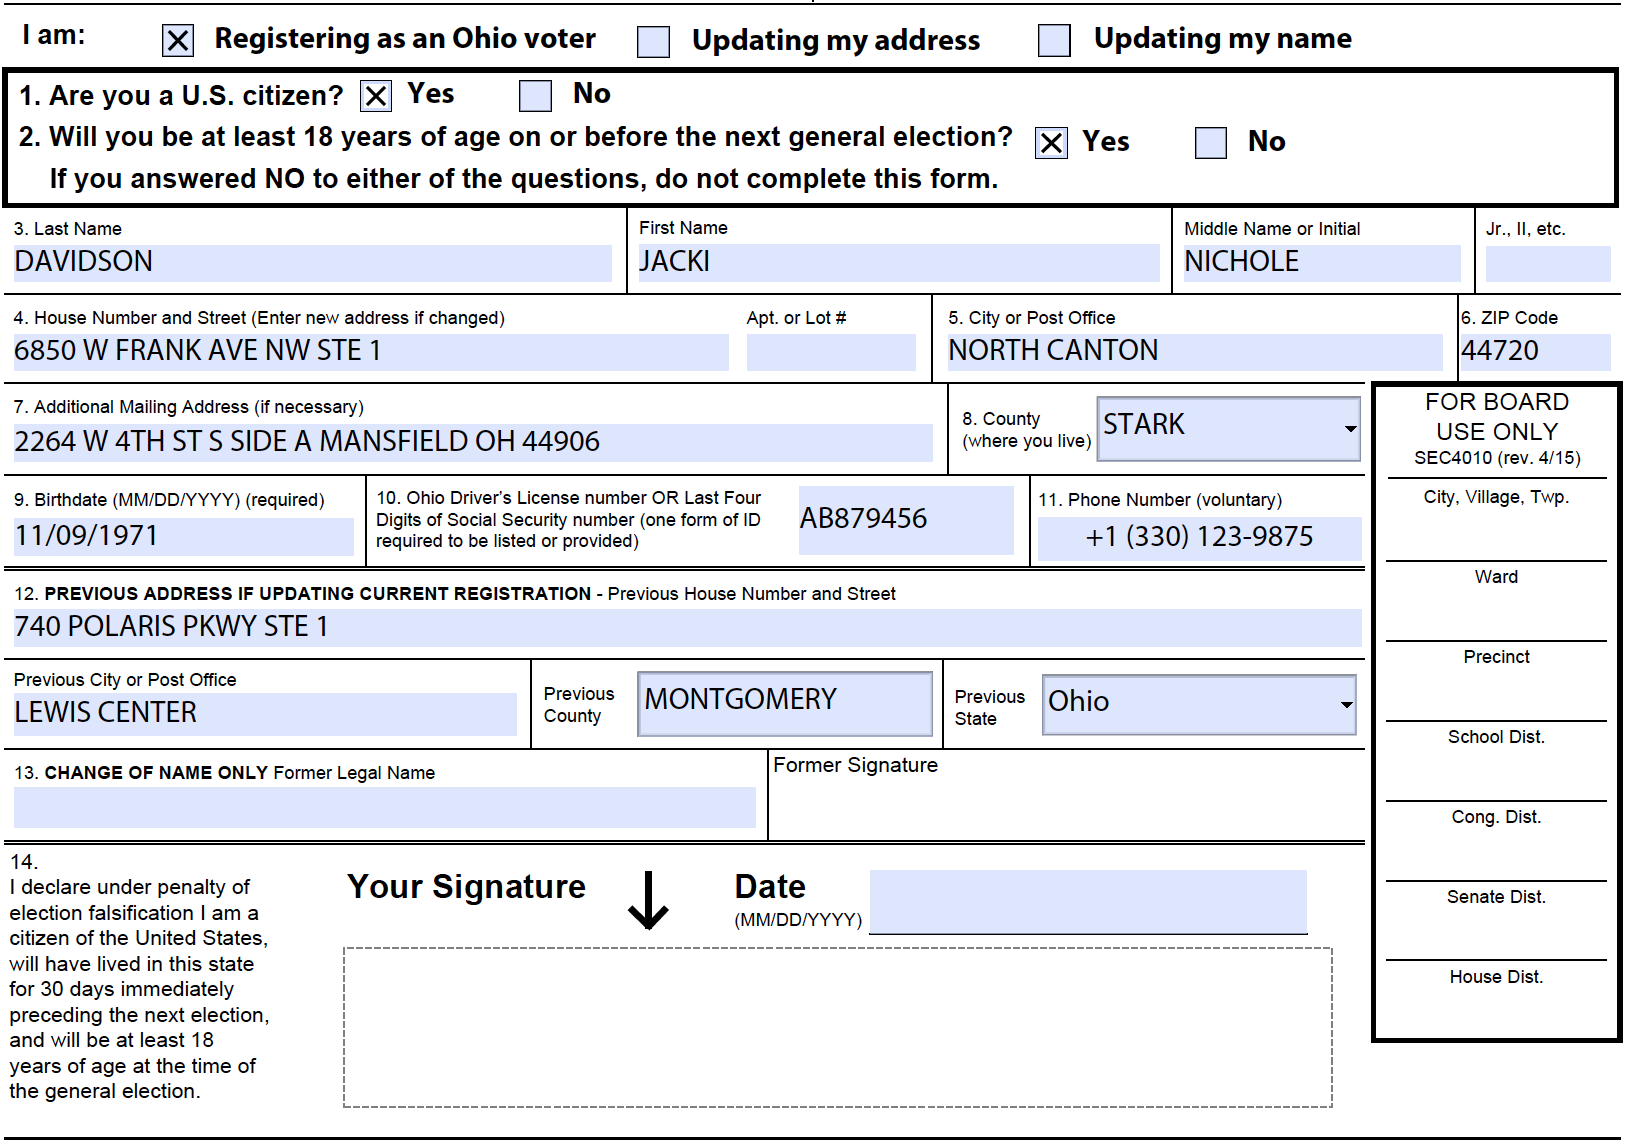 I am: Registering as an Ohio voter Updating my address Updating my name
1. Are you a U.S. citizen? Yes No
2. Will you be at least 18 years of age on or before the next general election? Yes No
If you answered NO to either of the questions, do not complete this form.
3. Last Name First Name Middle Name or Initial Jr., II, etc.
DAVIDSON JACKI NICHOLE
4. House Number and Street (Enter new address if changed) Apt. or Lot # 5. City or Post Office 6. ZIP Code
6850 W FRANK AVE NW STE 1 NORTH CANTON 44720
7. Additional Mailing Address (if necessary)
2264 W 4TH ST S SIDE A MANSFIELD OH 44906
8. County
(where you live)
STARK
9. Birthdate (MM/DD/YYYY) (required)
11/09/1971
10. Ohio Driver's License number OR Last Four
Digits of Social Security number (one form of ID
required to be listed or provided)
AB879456
11. Phone Number (voluntary)
+1 (330) 123-9875
12. PREVIOUS ADDRESS IF UPDATING CURRENT REGISTRATION - Previous House Number and Street
740 POLARIS PKWY STE 1
Previous City or Post Office
LEWIS CENTER
Previous
County
MONTGOMERY
Previous
State
Ohio
13. CHANGE OF NAME ONLY Former Legal Name
Former Signature
14.
I declare under penalty of
election falsification I am a
citizen of the United States,
will have lived in this state
for 30 days immediately
preceding the next election,
and will be at least 18
years of age at the time of
the general election.
Your Signature
Date
(MM/DD/YYYY)
FOR BOARD
USE ONLY
SEC4010 (rev. 4/15)
City, Village, Twp.
Ward
Precinct
School Dist.
Cong. Dist.
Senate Dist.
House Dist.